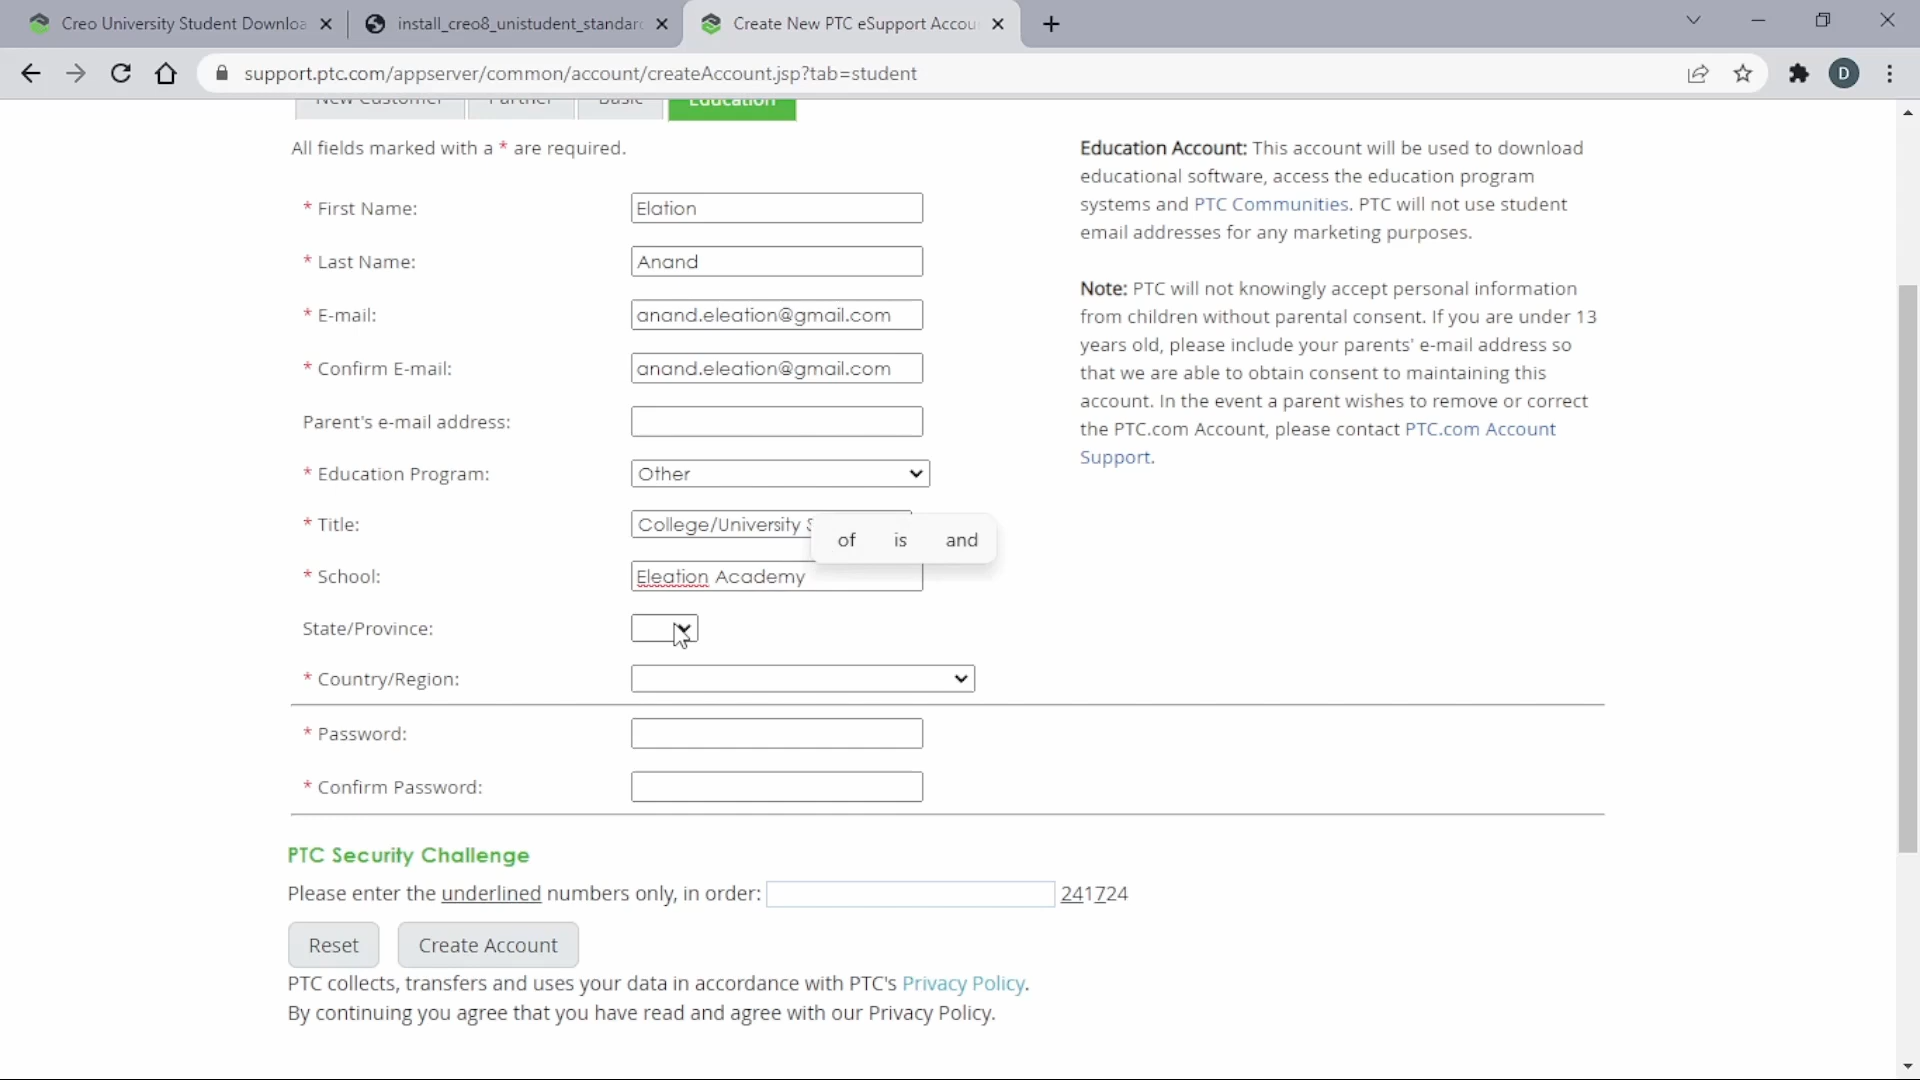 Creo University Student Downloa
install_creo8_unistudent_standar
Create New PTC eSupport Accou
support.ptc.com/appserver/common/account/createAccount.jsp?tab=student
D
New Customer
Partner
Basic
Education
All fields marked with a * are required.
* First Name:
Elation
* Last Name:
Anand
* E-mail:
anand.eleation@gmail.com
* Confirm E-mail:
anand.eleation@gmail.com
Parent's e-mail address:
* Education Program:
Other
* Title:
College/University S
of is and
* School:
Eleation Academy
State/Province:
* Country/Region:
* Password:
* Confirm Password:
Education Account: This account will be used to download
educational software, access the education program
systems and PTC Communities. PTC will not use student
email addresses for any marketing purposes.
Note: PTC will not knowingly accept personal information
from children without parental consent. If you are under 13
years old, please include your parents' e-mail address so
that we are able to obtain consent to maintaining this
account. In the event a parent wishes to remove or correct
the PTC.com Account, please contact PTC.com Account
Support.
PTC Security Challenge
Please enter the underlined numbers only, in order:
241724
Reset
Create Account
PTC collects, transfers and uses your data in accordance with PTC's Privacy Policy.
By continuing you agree that you have read and agree with our Privacy Policy.